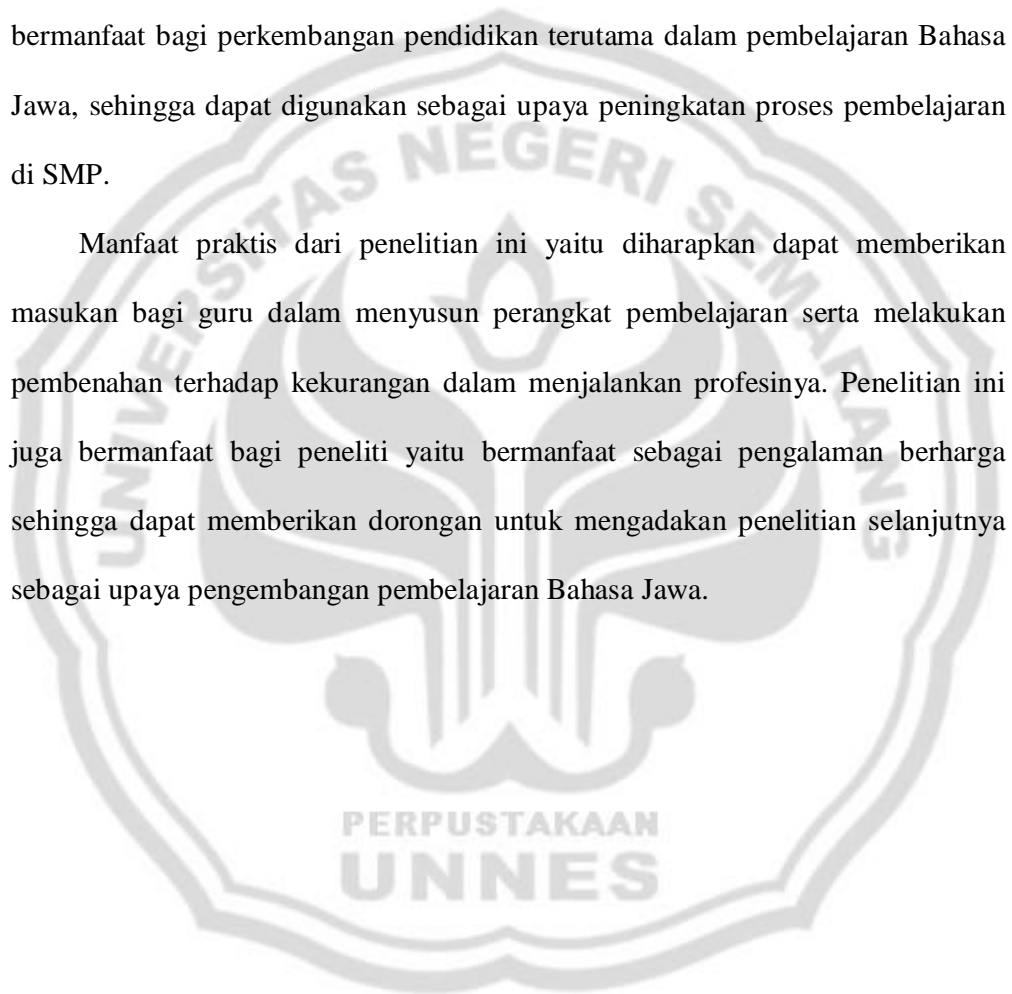 bermanfaat bagi perkembangan pendidikan terutama dalam pembelajaran Bahasa
Jawa, sehingga dapat digunakan sebagai upaya peningkatan proses pembelajaran
di SMP.
Manfaat praktis dari penelitian ini yaitu diharapkan dapat memberikan
masukan bagi guru dalam menyusun perangkat pembelajaran serta melakukan
pembenahan terhadap kekurangan dalam menjalankan profesinya. Penelitian ini
juga bermanfaat bagi peneliti yaitu bermanfaat sebagai pengalaman berharga
sehingga dapat memberikan dorongan untuk mengadakan penelitian selanjutnya
sebagai upaya pengembangan pembelajaran Bahasa Jawa.
UNIVERSITAS NEGERI SEMARANG
PERPUSTAKAAN
UNNES